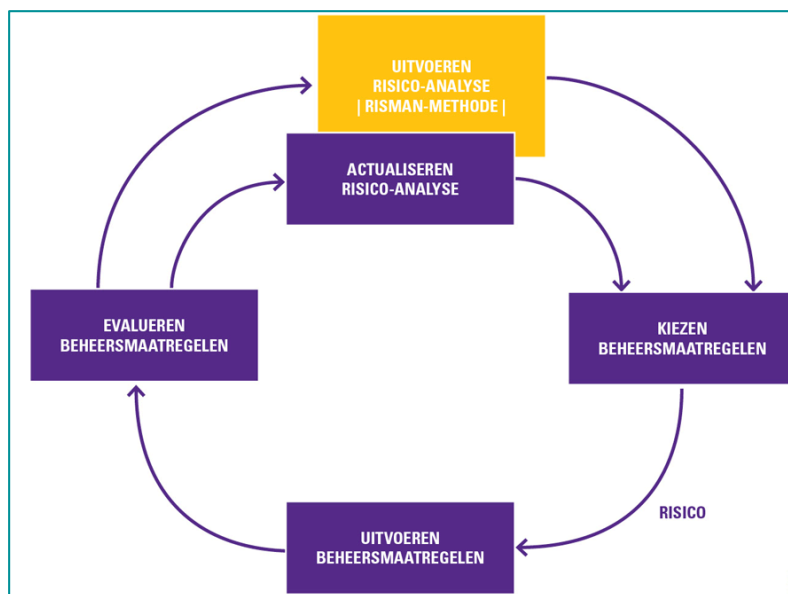 UITVOEREN
RISICO-ANALYSE
| RISMAN-METHODE |
ACTUALISEREN
RISICO-ANALYSE
EVALUEREN
BEHEERSMAATREGELEN
KIEZEN
BEHEERSMAATREGELEN
RISICO
UITVOEREN
BEHEERSMAATREGELEN